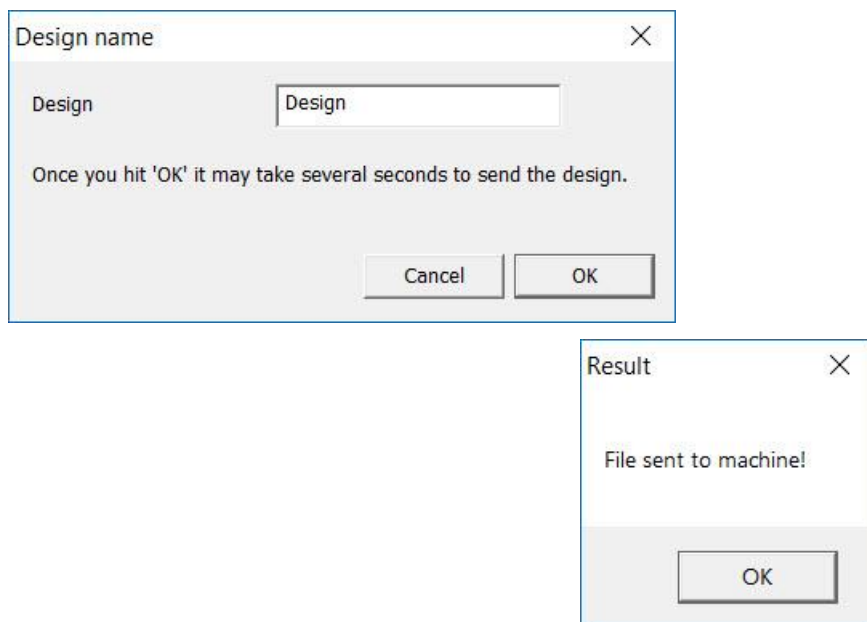 Design name
Design Design
Once you hit 'OK' it may take several seconds to send the design.
Cancel OK
Result
File sent to machine!
OK